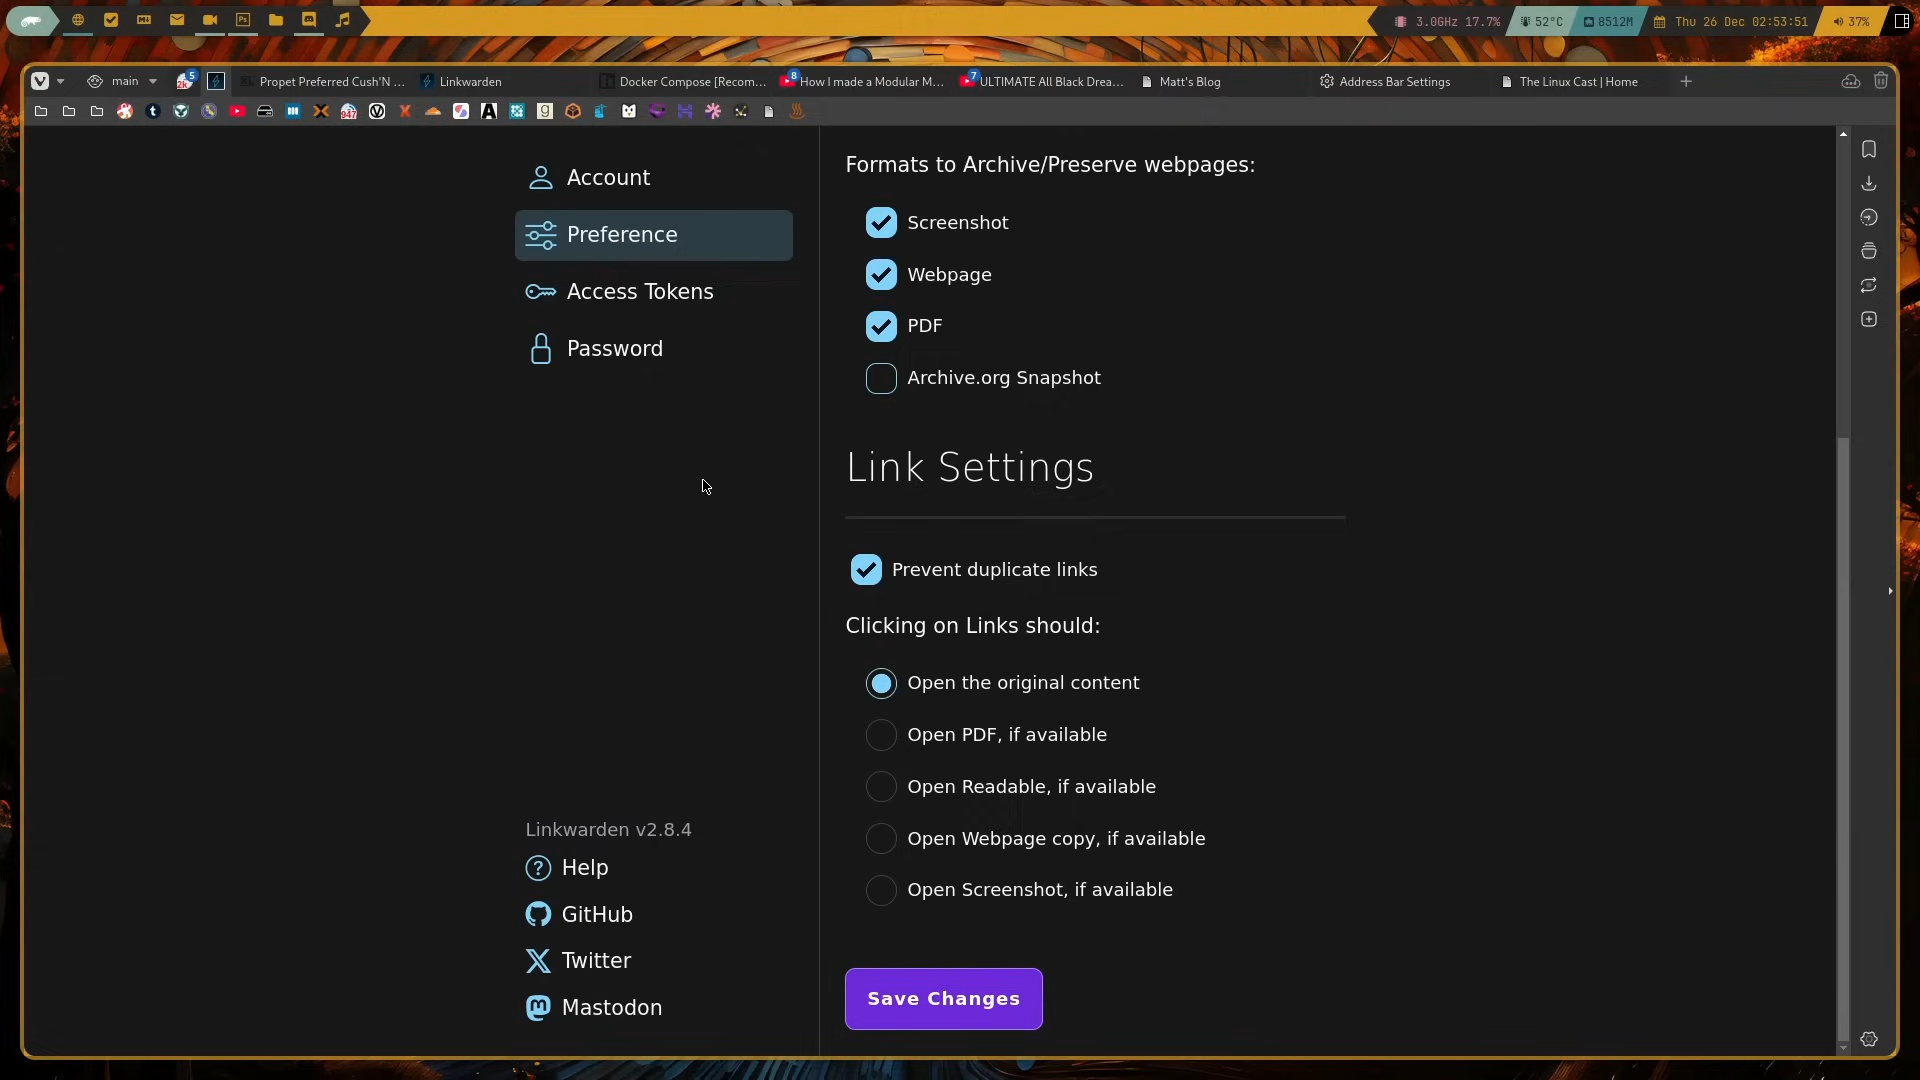 3.0GHz 17.7%
52°C
8512M
Thu 26 Dec 02:53:51
37%
main
5
Propet Preferred Cush'N ...
Linkwarden
Docker Compose [Recom...
8
How I made a Modular M...
7
ULTIMATE All Black Drea...
Matt's Blog
Address Bar Settings
The Linux Cast | Home
947
Account
Preference
Access Tokens
Password
Formats to Archive/Preserve webpages:
Screenshot
Webpage
PDF
Archive.org Snapshot
Link Settings
Prevent duplicate links
Clicking on Links should:
Open the original content
Open PDF, if available
Open Readable, if available
Open Webpage copy, if available
Open Screenshot, if available
Save Changes
Linkwarden v2.8.4
Help
GitHub
Twitter
Mastodon